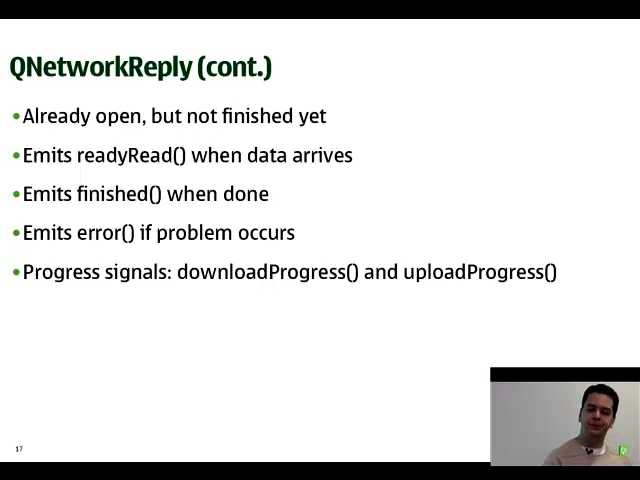 QNetworkReply (cont.)
•Already open, but not finished yet
•Emits readyRead() when data arrives
•Emits finished() when done
•Emits error() if problem occurs
•Progress signals: downloadProgress() and uploadProgress()
17
Qt